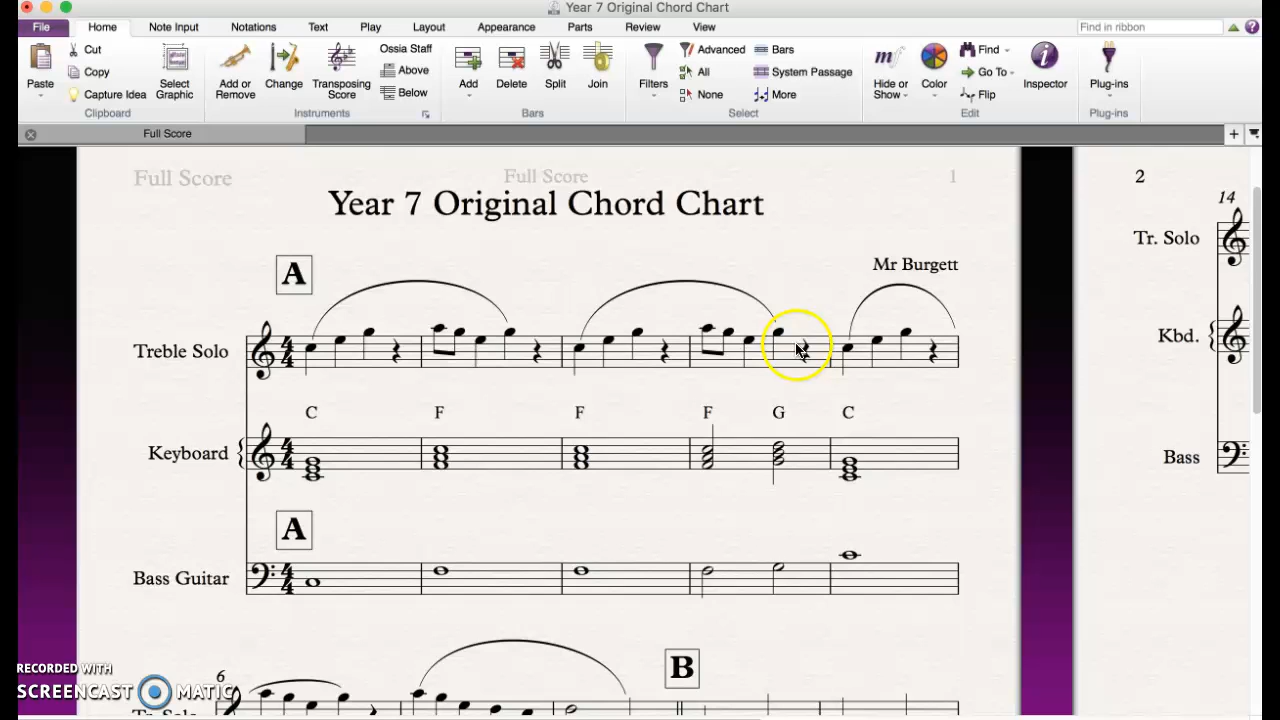 Year 7 Original Chord Chart
File Home Note Input Notations Text Play Layout Appearance Parts Review View Find in ribbon
Paste
Cut
Copy
Capture Idea
Select Graphic
Clipboard
Add or Remove
Change
Transposing Score
Ossia Staff
Above
Below
Instruments
Add
Delete
Split
Join
Bars
Filters
Advanced
All
None
Bars
System Passage
More
Select
Hide or Show
Color
Find
Go To
Flip
Inspector
Edit
Plug-ins
Plug-ins
Full Score
Full Score Full Score 1
Year 7 Original Chord Chart
Mr Burgett
A
Treble Solo
C F F F G C
Keyboard
A
Bass Guitar
6
B
Tr. Solo
2
14
Tr. Solo
Kbd.
Bass
RECORDED WITH
SCREENCAST MATIC